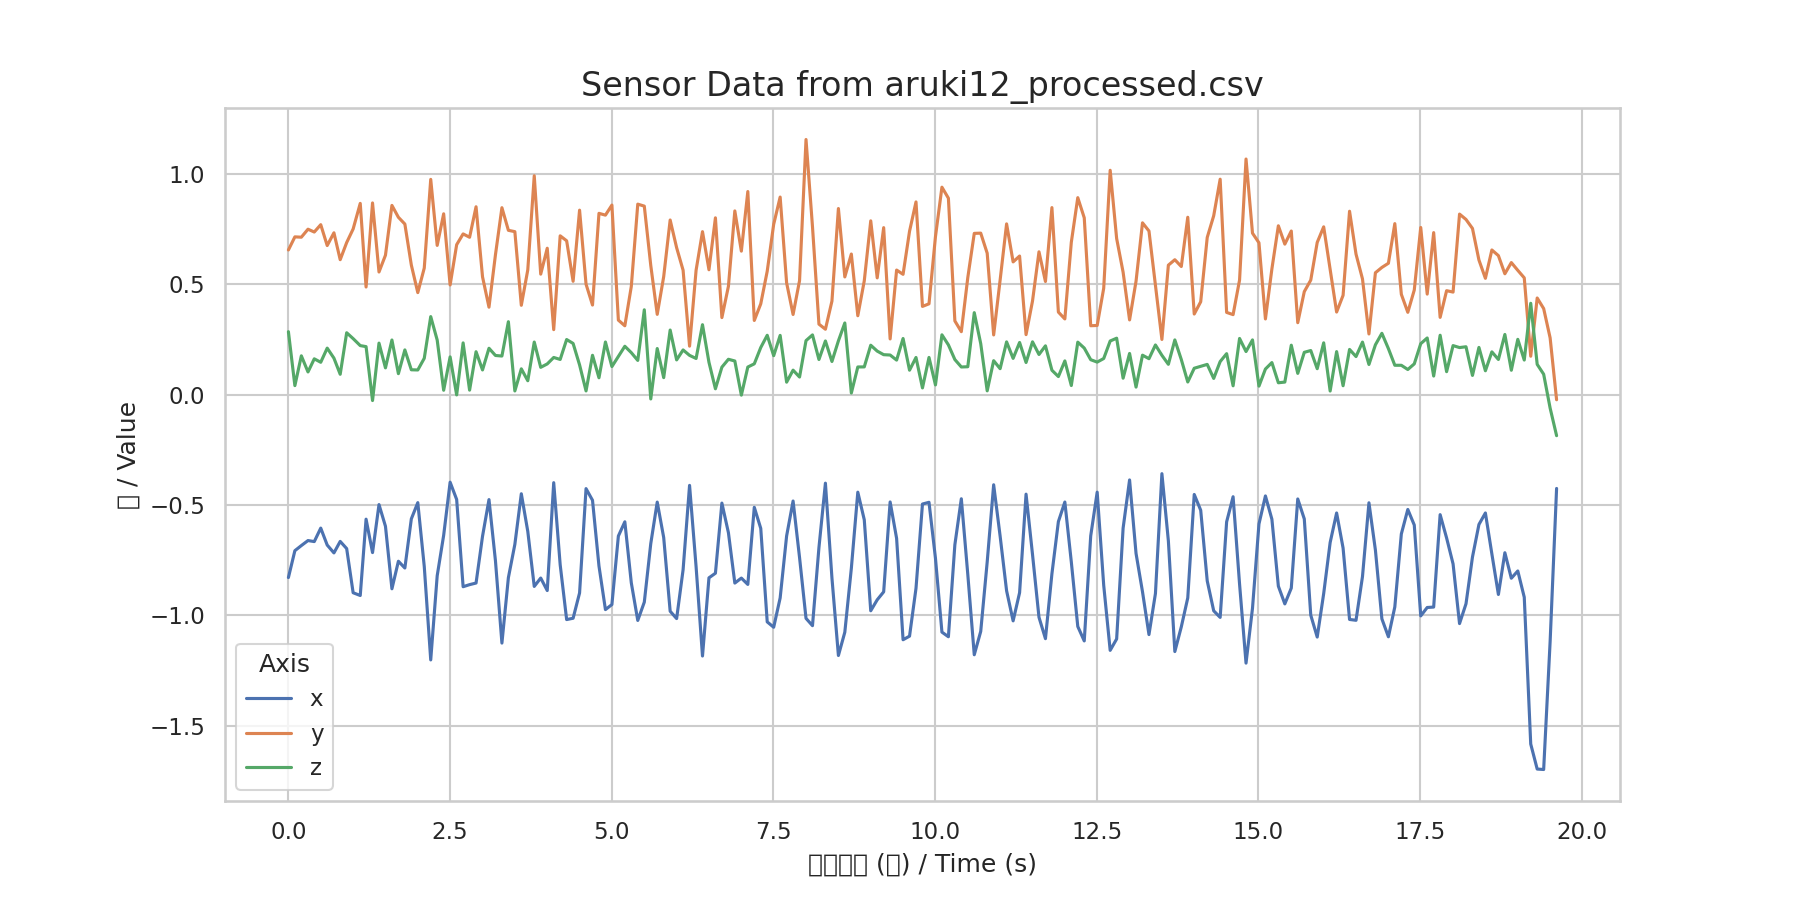 Sensor Data from aruki12_processed.csv
1.0
0.5
0.0
−0.5
−1.0
−1.5
/ Value
Axis
x
y
z
0.0 2.5 5.0 7.5 10.0 12.5 15.0 17.5 20.0
( ) / Time (s)